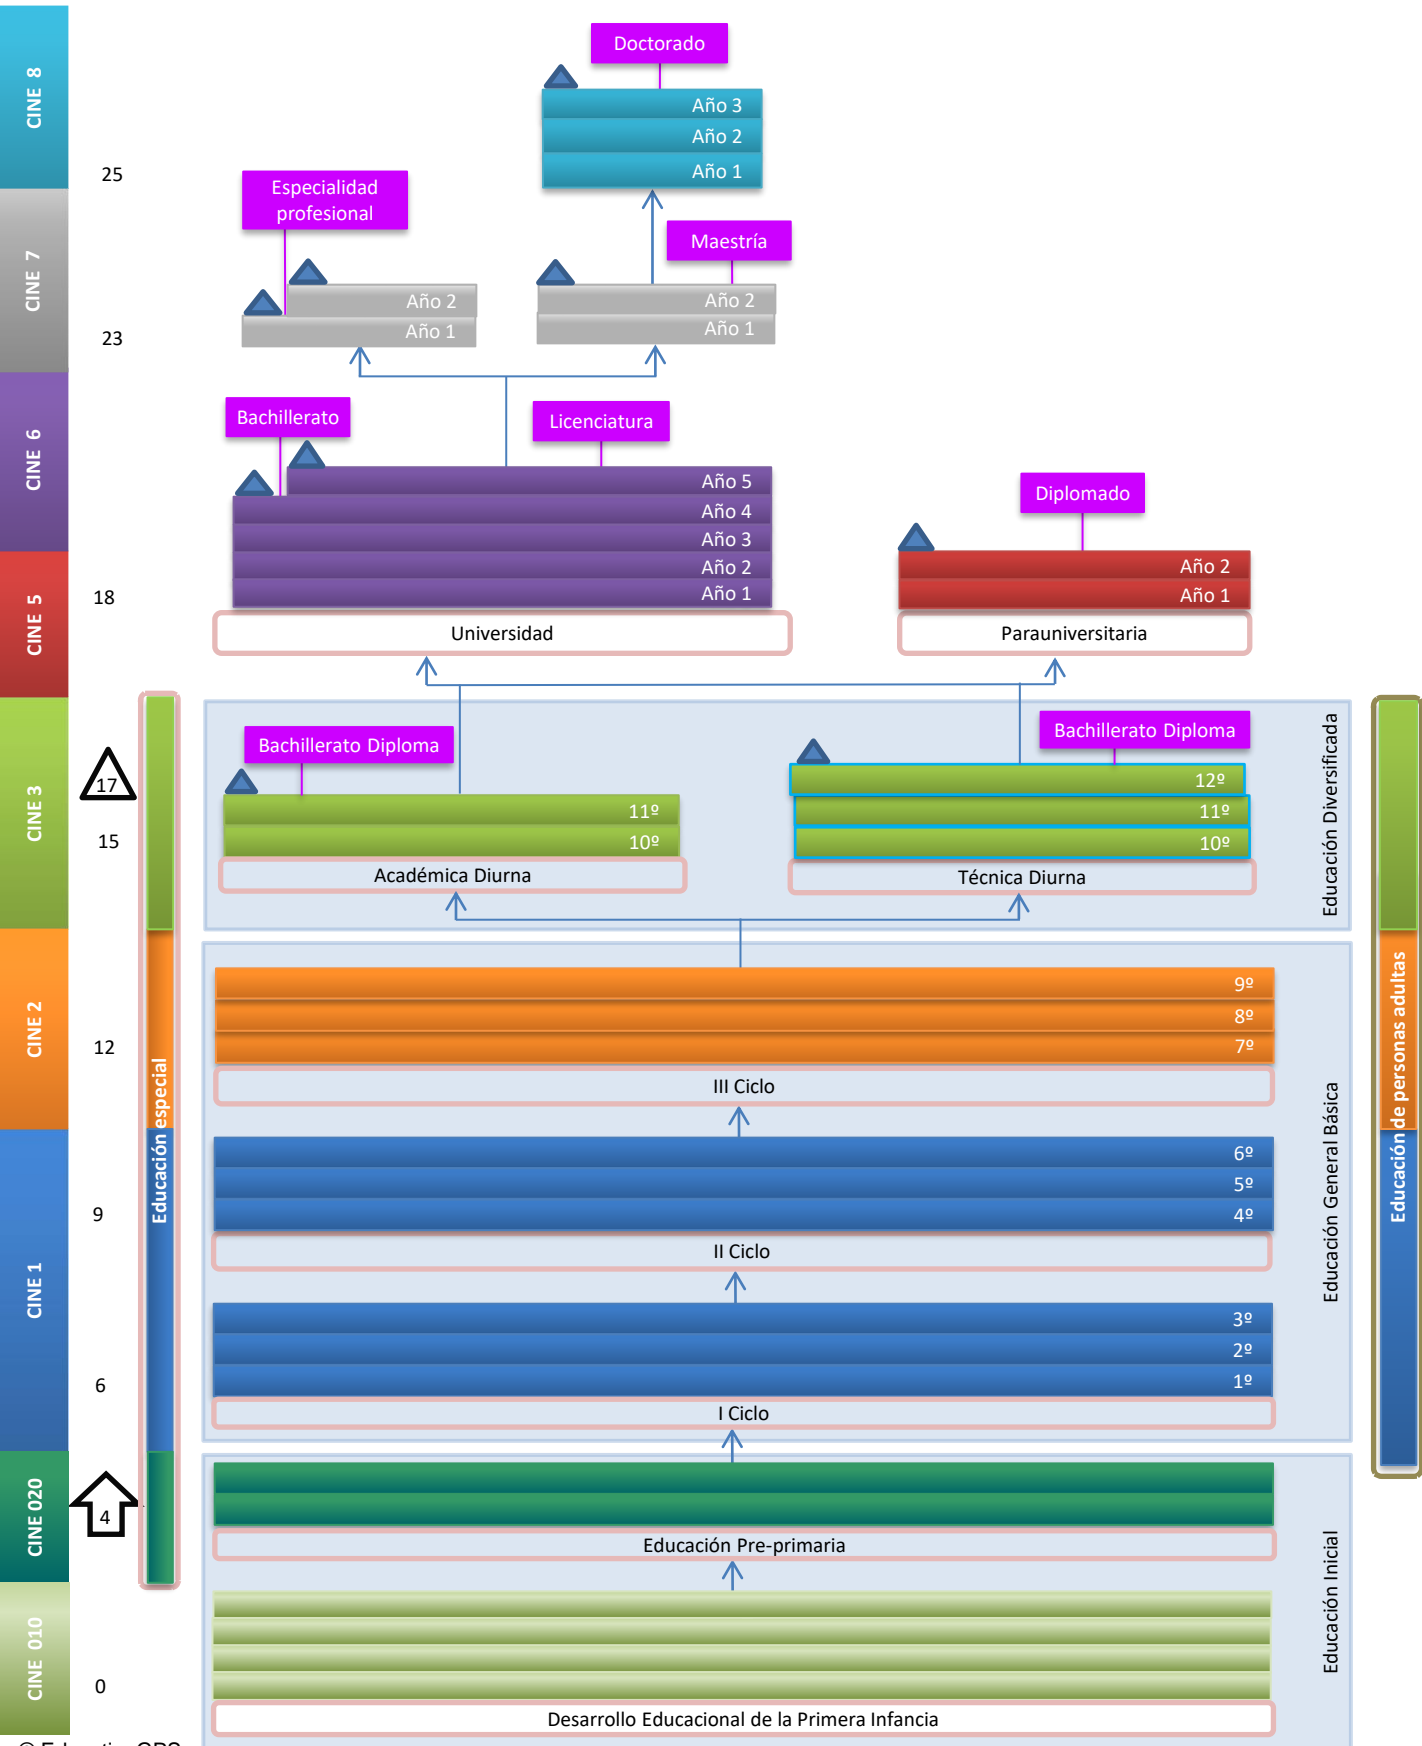 Doctorado
CINE 8
Año 3
Año 2
Año 1
25
Especialidad
profesional
Maestría
CINE 7
Año 2
Año 1
Año 2
Año 1
23
Bachillerato
Licenciatura
CINE 6
Año 5
Año 4
Año 3
Año 2
Año 1
Diplomado
Año 2
Año 1
CINE 5
18
Universidad
Parauniversitaria
Educación Diversificada
Bachillerato Diploma
Bachillerato Diploma
CINE 3
17
15
11º
10º
12º
11º
10º
Académica Diurna
Técnica Diurna
CINE 2
12
9º
8º
7º
III Ciclo
Educación especial
Educación General Básica
Educación de personas adultas
CINE 1
9
6º
5º
4º
II Ciclo
3º
2º
1º
6
I Ciclo
CINE 020
4
Educación Pre-primaria
Educación Inicial
CINE 010
0
Desarrollo Educacional de la Primera Infancia